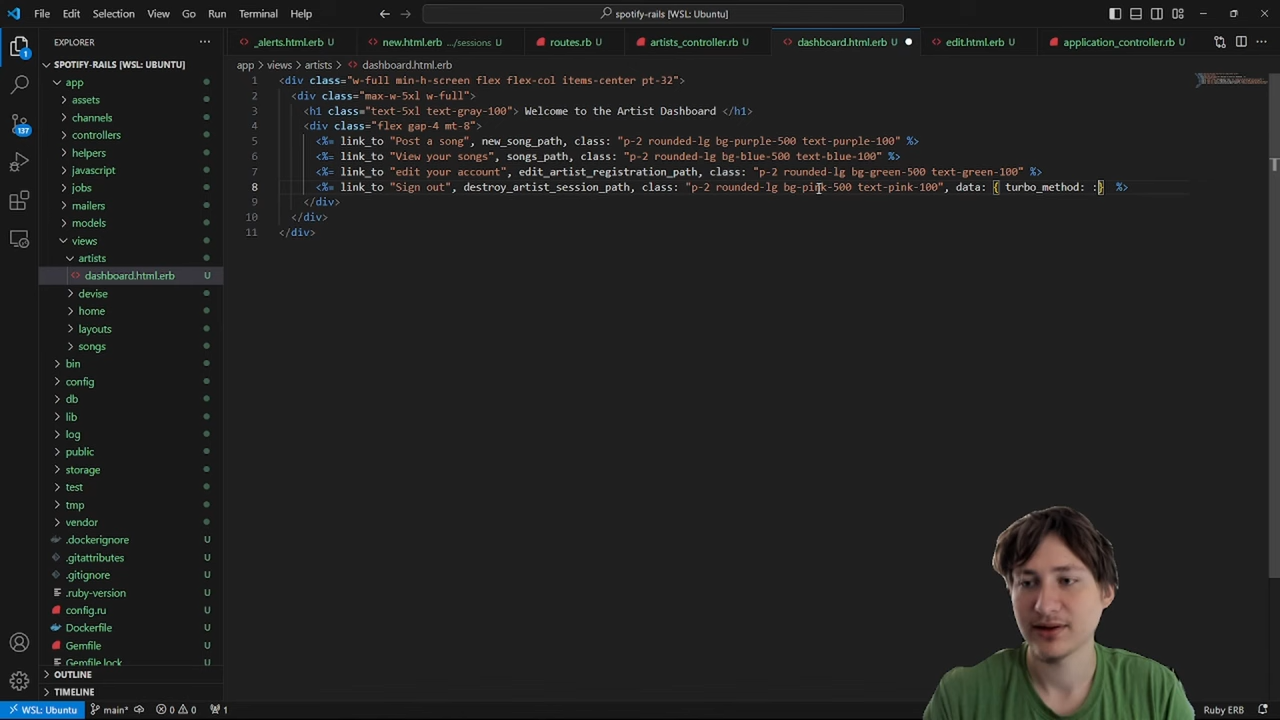 File Edit Selection View Go Run Terminal Help
spotify-rails [WSL: Ubuntu]
EXPLORER
_alerts.html.erb U
new.html.erb .../sessions U
routes.rb U
artists_controller.rb U
dashboard.html.erb U
edit.html.erb U
application_controller.rb U
SPOTIFY-RAILS [WSL: UBUNTU]
app > views > artists > dashboard.html.erb
app
assets
channels
controllers
helpers
javascript
jobs
mailers
models
views
artists
dashboard.html.erb U
devise
home
layouts
songs
bin
config
db
lib
log
public
storage
test
tmp
vendor
.dockerignore U
.gitattributes U
.gitignore U
.ruby-version U
config.ru U
Dockerfile U
Gemfile U
Gemfile.lock U
OUTLINE
TIMELINE
137
1
1 <div class="w-full min-h-screen flex flex-col items-center pt-32">
2 <div class="max-w-5xl w-full">
3 <h1 class="text-5xl text-gray-100"> Welcome to the Artist Dashboard </h1>
4 <div class="flex gap-4 mt-8">
5 <%= link_to "Post a song", new_song_path, class: "p-2 rounded-lg bg-purple-500 text-purple-100" %>
6 <%= link_to "View your songs", songs_path, class: "p-2 rounded-lg bg-blue-500 text-blue-100" %>
7 <%= link_to "edit your account", edit_artist_registration_path, class: "p-2 rounded-lg bg-green-500 text-green-100" %>
8 <%= link_to "Sign out", destroy_artist_session_path, class: "p-2 rounded-lg bg-pink-500 text-pink-100", data: { turbo_method: :} %>
9 </div>
10 </div>
11 </div>
WSL: Ubuntu main* 0 0 1 Ruby ERB